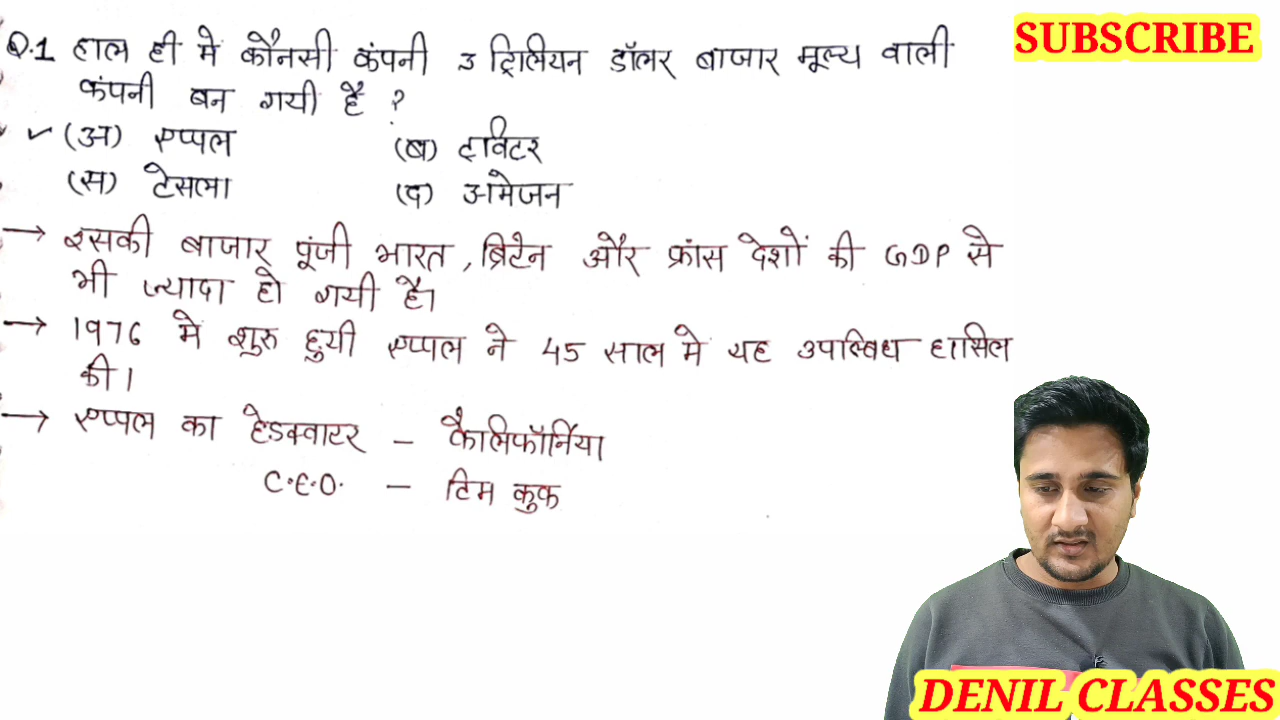 Q.1 हाल ही में कौनसी कंपनी 3 ट्रिलियन डॉलर बाजार मूल्य वाली
कंपनी बन गयी है ?
(अ) एप्पल (ब) ट्विटर
(स) टेसला (द) अमेजन
→ इसकी बाजार पूंजी भारत, ब्रिटेन और फ्रांस देशों की GDP से
भी ज्यादा हो गयी है।
→ 1976 मे शुरु हुयी एप्पल ने 45 साल मे यह उपल्बिध हासिल
की।
→ एप्पल का हेडक्वाटर – कैलिफॉर्निया
C.E.O. – टिम कुक
SUBSCRIBE
DENIL CLASSES